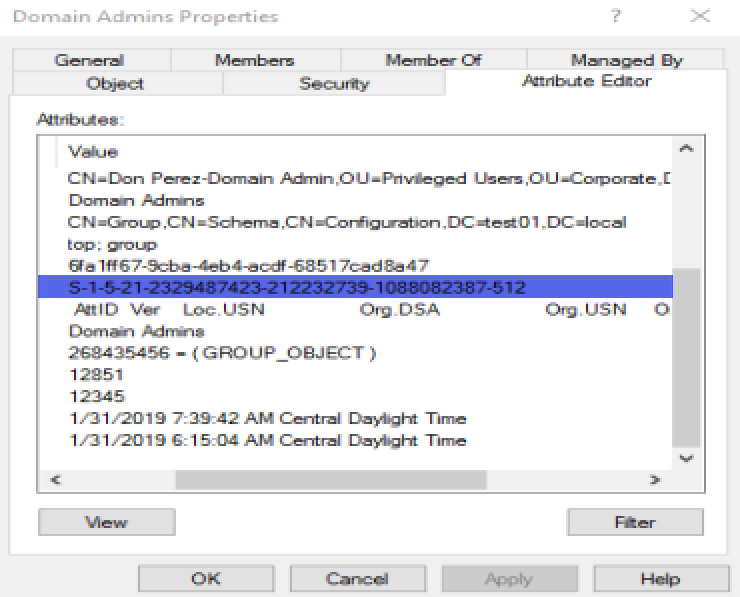 Domain Admins Properties ? ×
General Members Member Of Managed By
Object Security Attribute Editor
Attributes:
Value
CN=Don Perez-Domain Admin,OU=Privileged Users,OU=Corporate,D
Domain Admins
CN=Group,CN=Schema,CN=Configuration,DC=test01,DC=local
top; group
6fa1ff67-9cba-4eb4-acdf-68517cad8a47
S-1-5-21-2329487423-212232739-1088082387-512
AttID Ver Loc.USN Org.DSA Org.USN O
Domain Admins
268435456 = ( GROUP_OBJECT )
12851
12345
1/31/2019 7:39:42 AM Central Daylight Time
1/31/2019 6:15:04 AM Central Daylight Time
View Filter
OK Cancel Apply Help